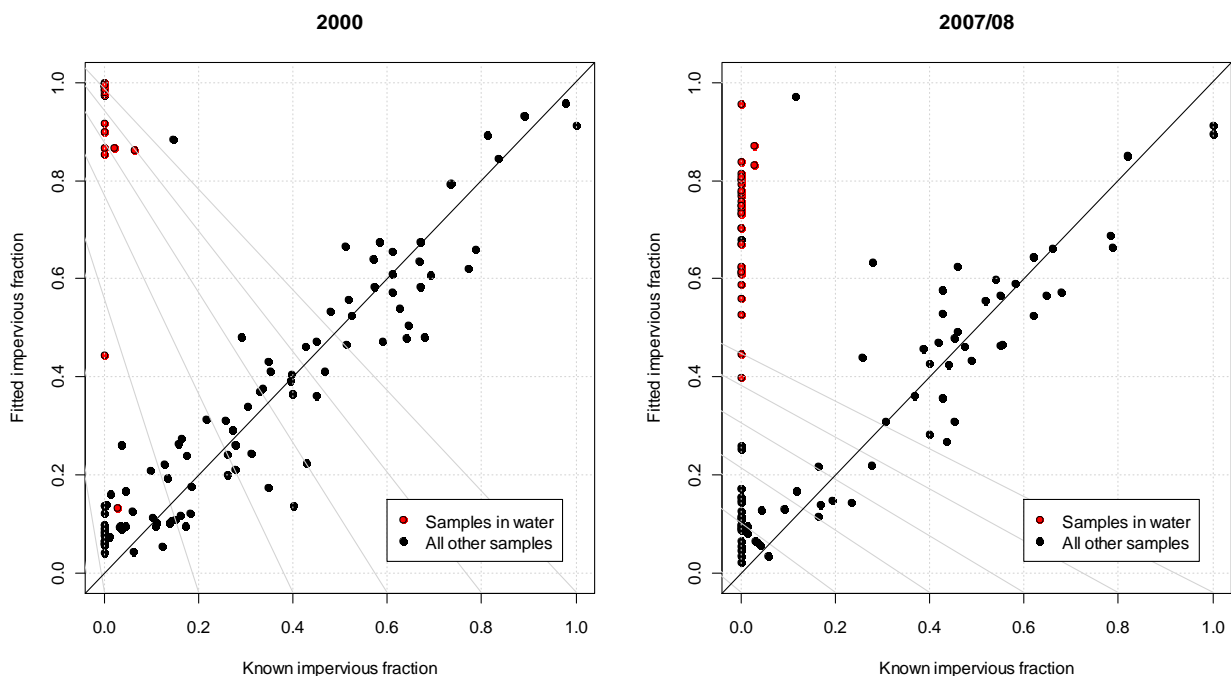 2000
Fitted impervious fraction
1.0
0.8
0.6
0.4
0.2
0.0
Samples in water
All other samples
0.0 0.2 0.4 0.6 0.8 1.0
Known impervious fraction
2007/08
Fitted impervious fraction
1.0
0.8
0.6
0.4
0.2
0.0
Samples in water
All other samples
0.0 0.2 0.4 0.6 0.8 1.0
Known impervious fraction